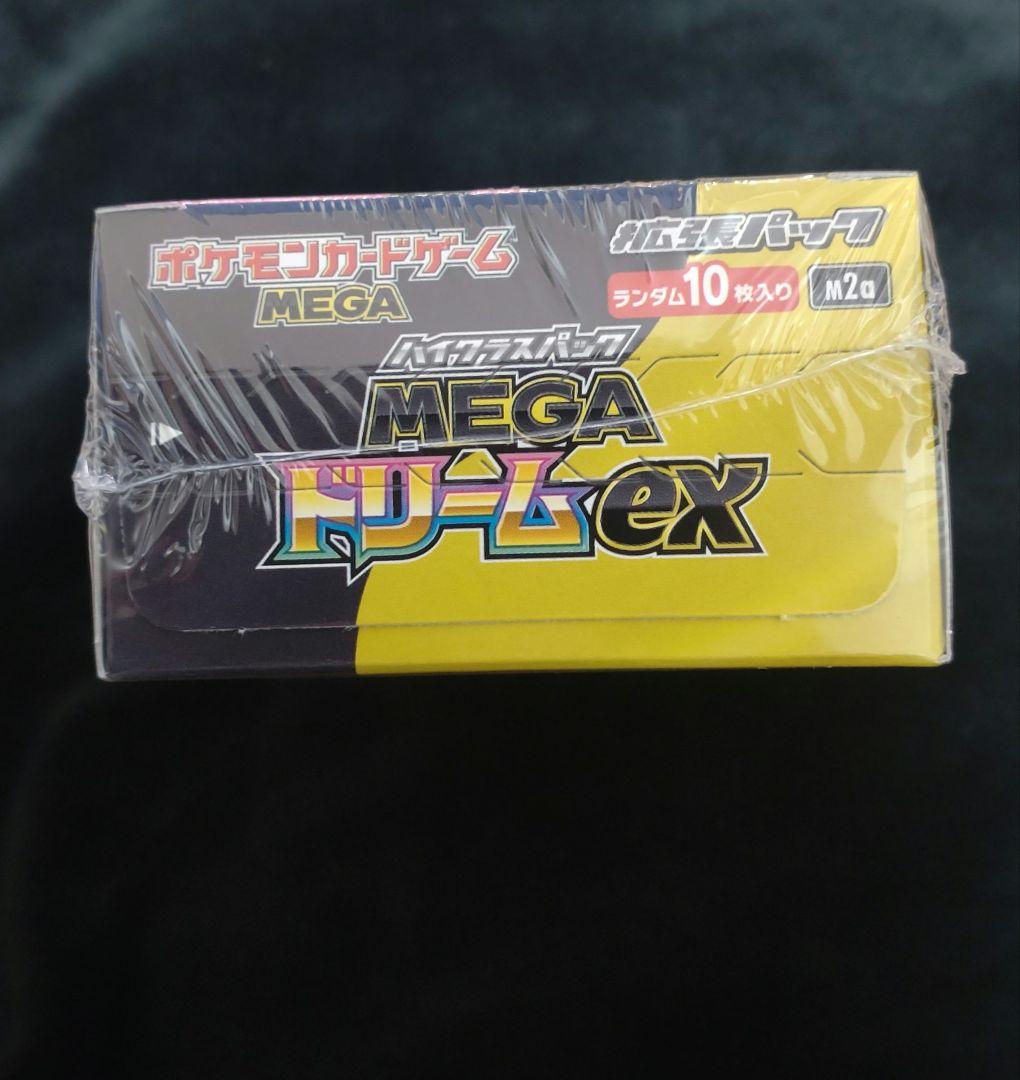 ポケモンカードゲーム
MEGA
拡張パック
ランダム10枚入り
M2a
ハイクラスパック
MEGA
ドリームex